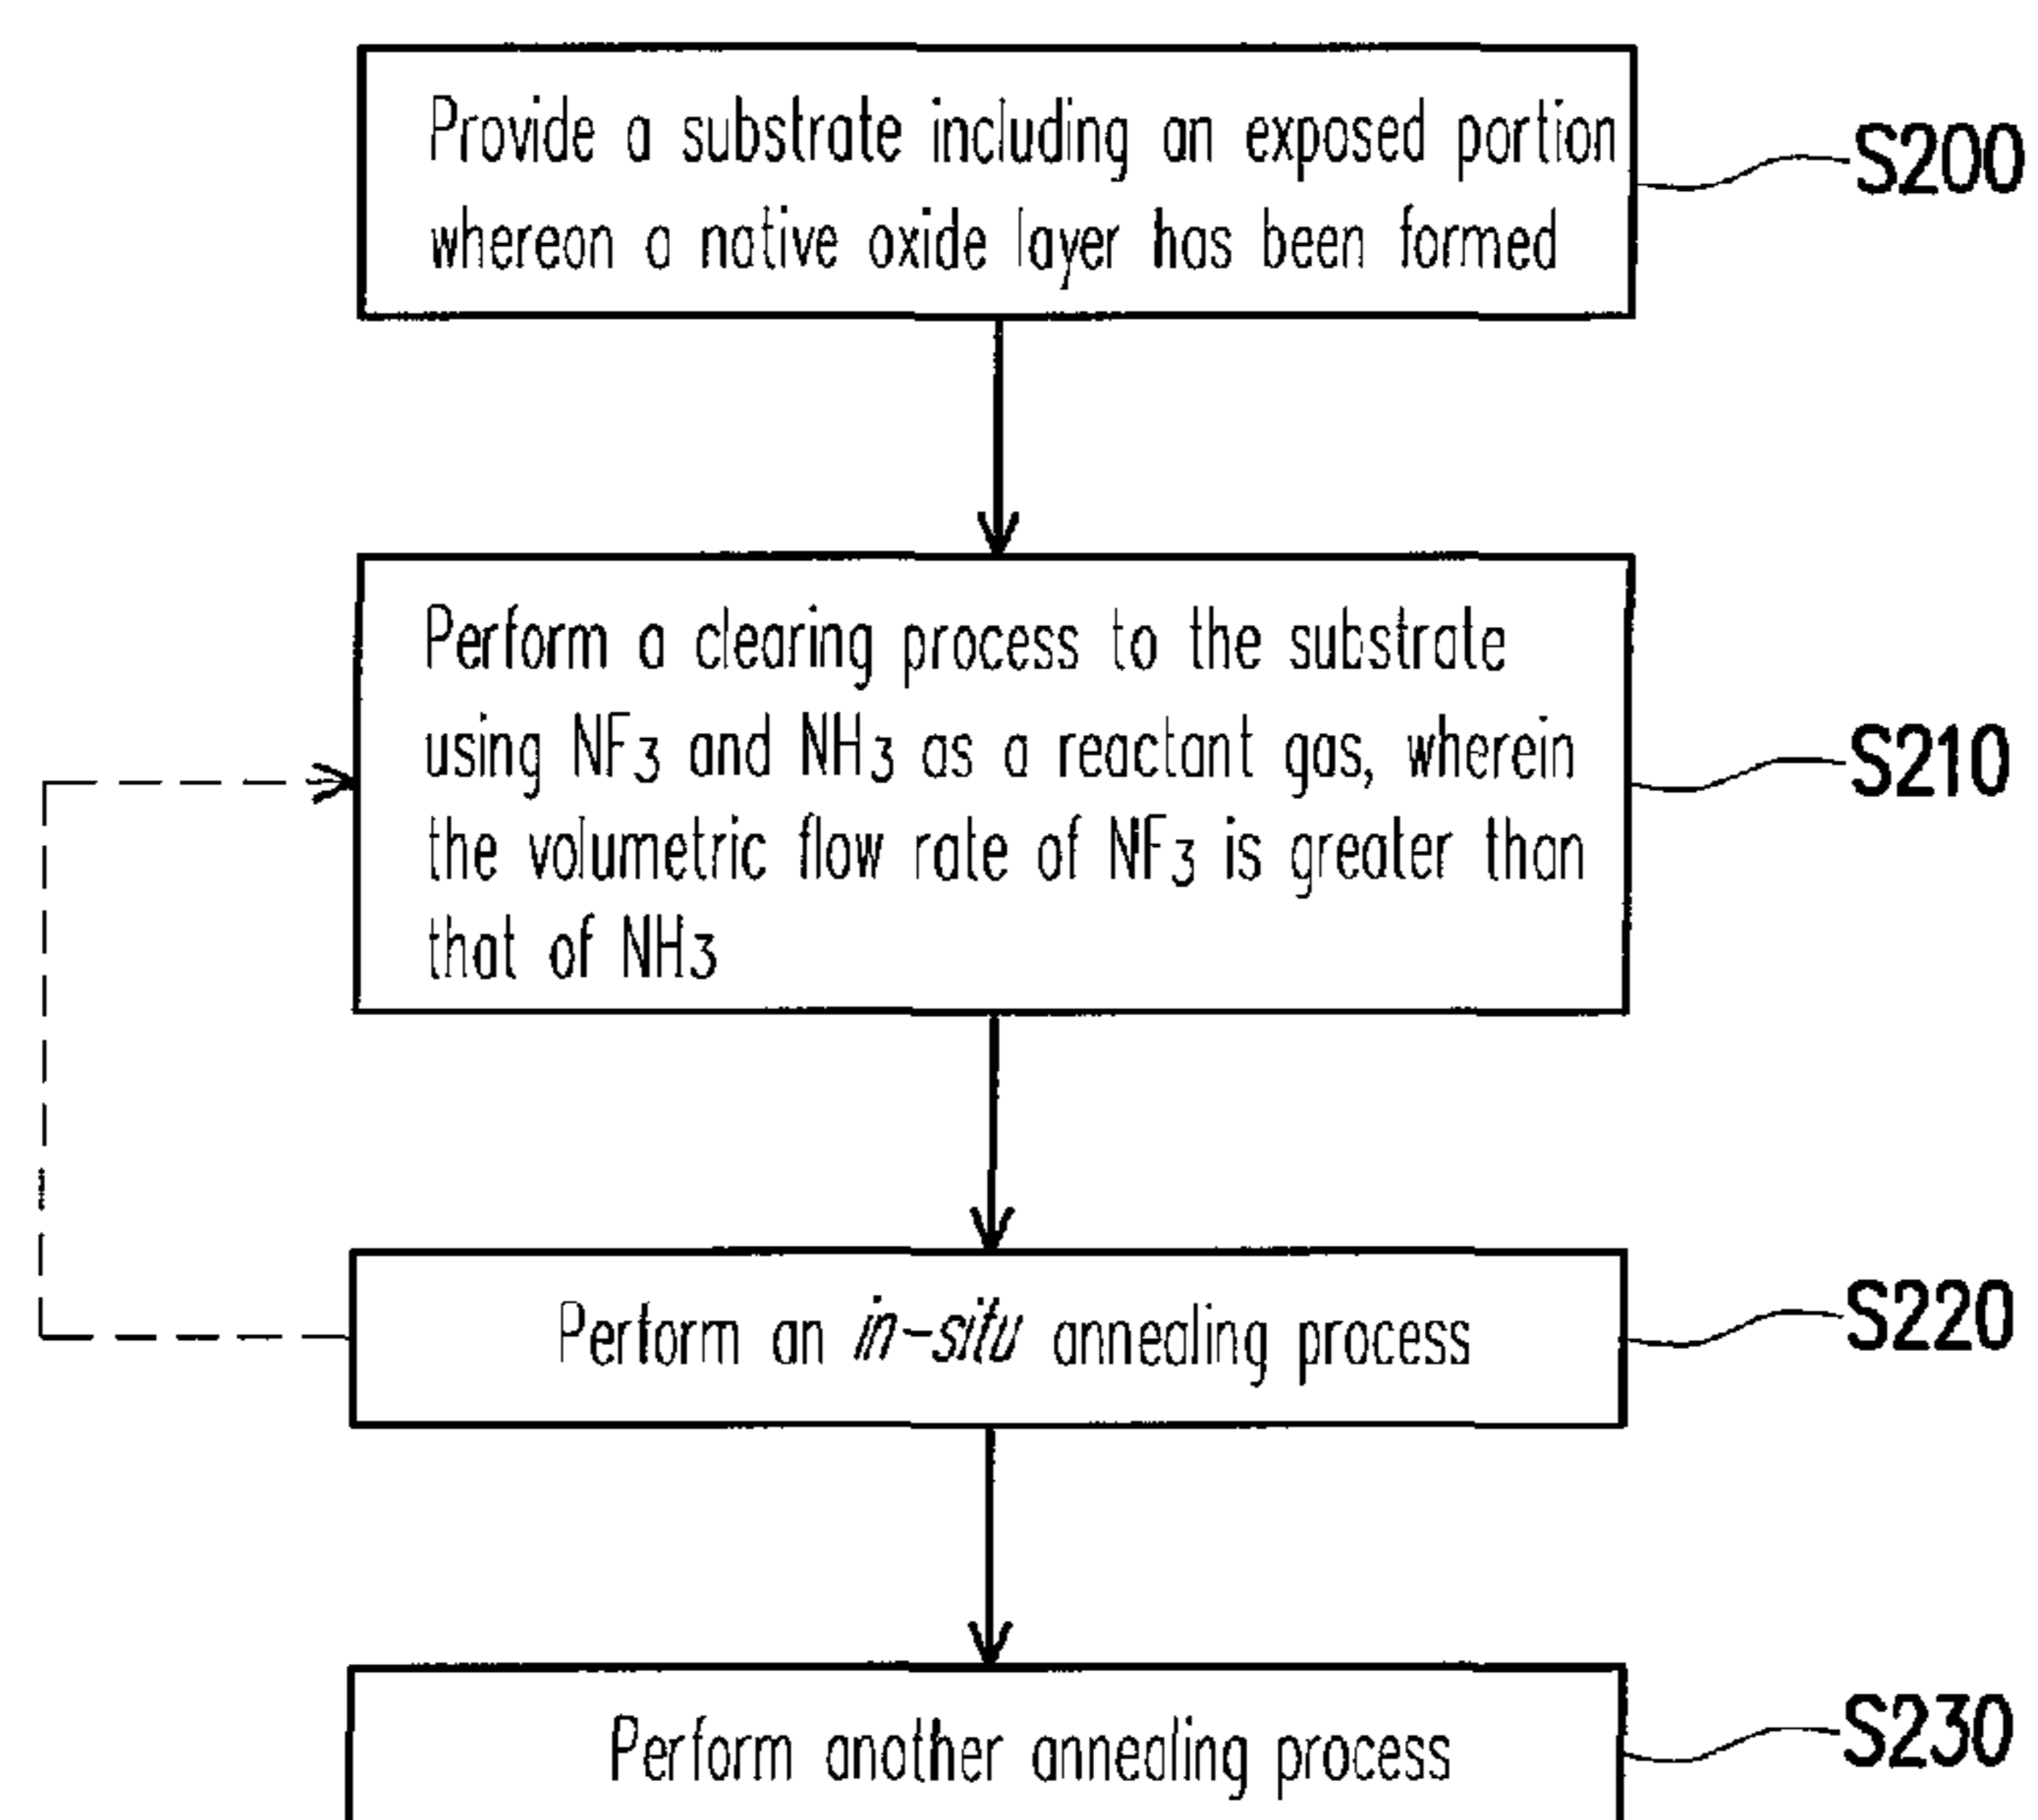 Provide a substrate including an exposed portion
whereon a native oxide layer has been formed
S200
Perform a clearing process to the substrate
using NF3 and NH3 as a reactant gas, wherein
the volumetric flow rate of NF3 is greater than
that of NH3
S210
Perform an in-situ annealing process
S220
Perform another annealing process
S230